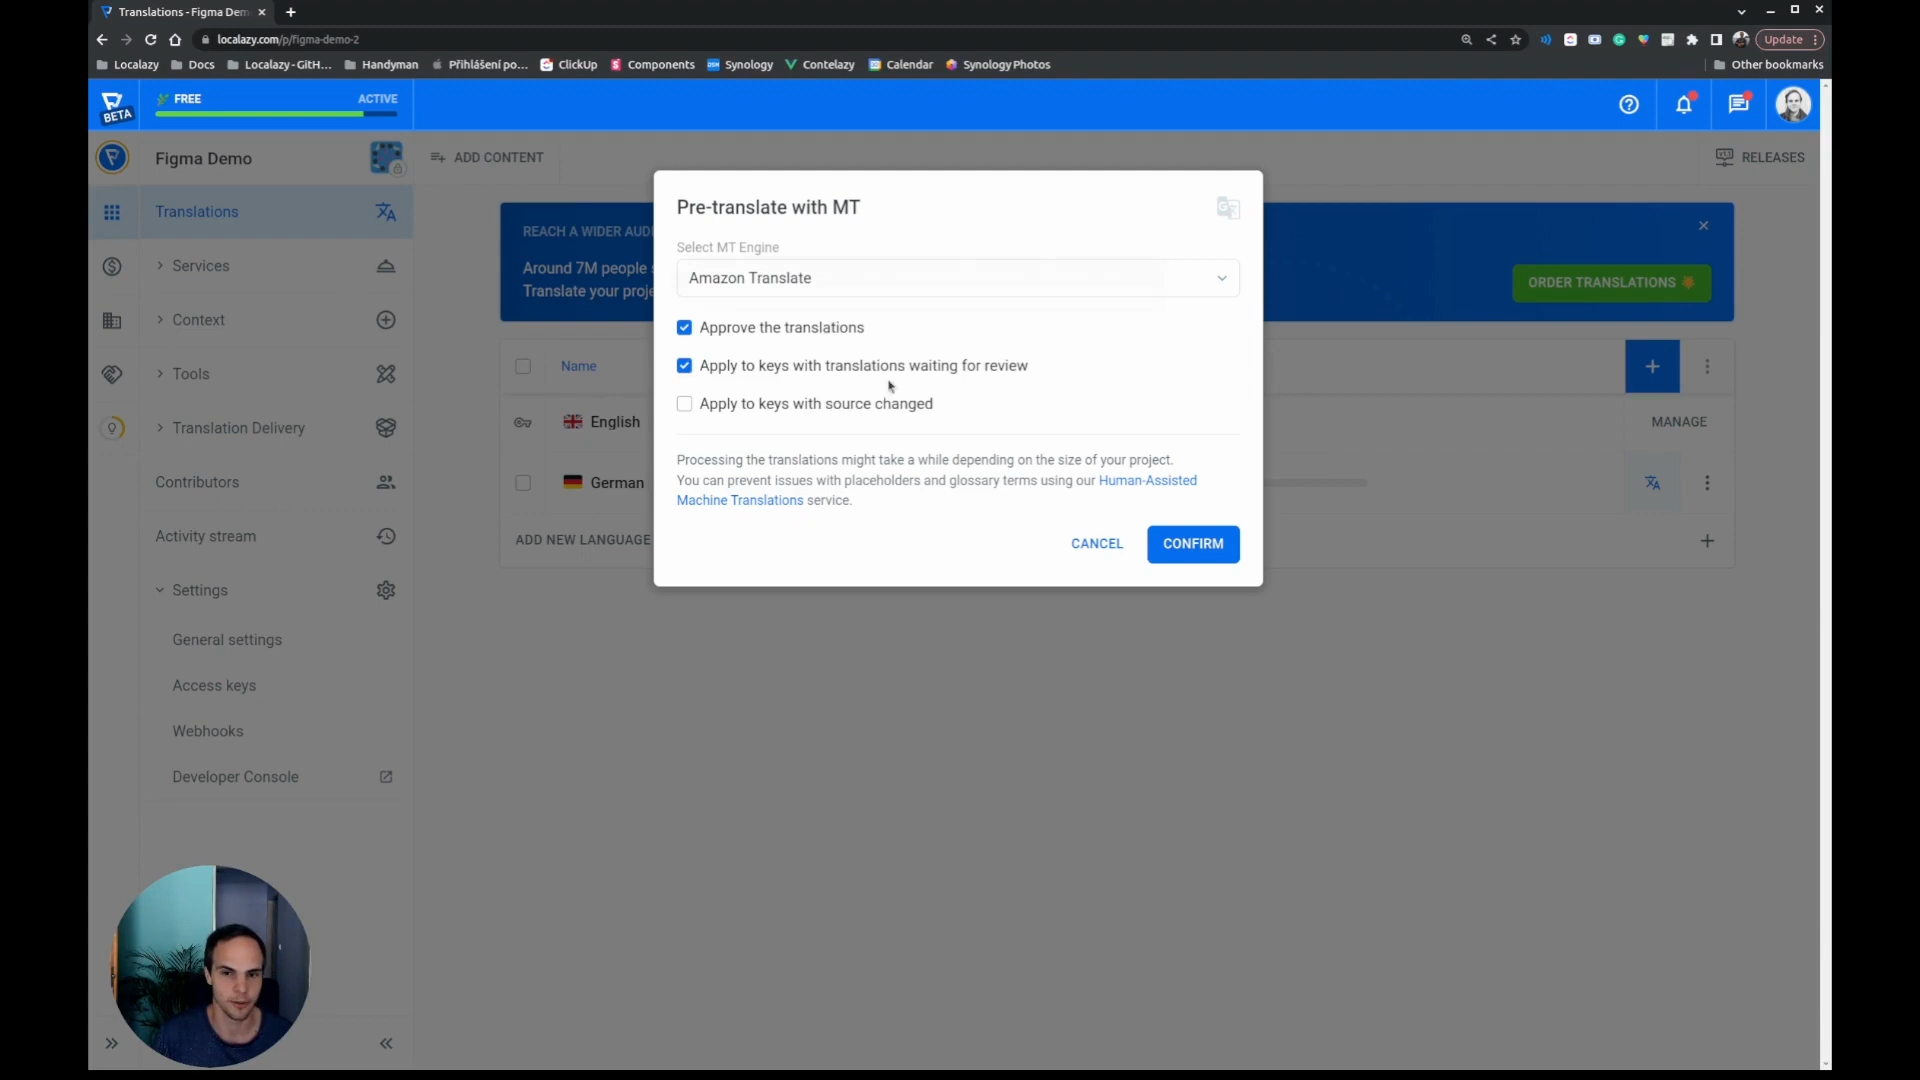 Translations - Figma Dem
localazy.com/p/figma-demo-2
Update
Localazy
Docs
Localazy - GitH...
Handyman
Přihlášení po...
ClickUp
Components
Synology
Contelazy
Calendar
Synology Photos
Other bookmarks
BETA
FREE
ACTIVE
Figma Demo
ADD CONTENT
RELEASES
Translations
Services
Context
Tools
Translation Delivery
Contributors
Activity stream
Settings
General settings
Access keys
Webhooks
Developer Console
REACH A WIDER AUDI
Around 7M people
Translate your proje
ORDER TRANSLATIONS
Name
English
MANAGE
German
ADD NEW LANGUAGE
Pre-translate with MT
Select MT Engine
Amazon Translate
Approve the translations
Apply to keys with translations waiting for review
Apply to keys with source changed
Processing the translations might take a while depending on the size of your project.
You can prevent issues with placeholders and glossary terms using our Human-Assisted
Machine Translations service.
CANCEL
CONFIRM